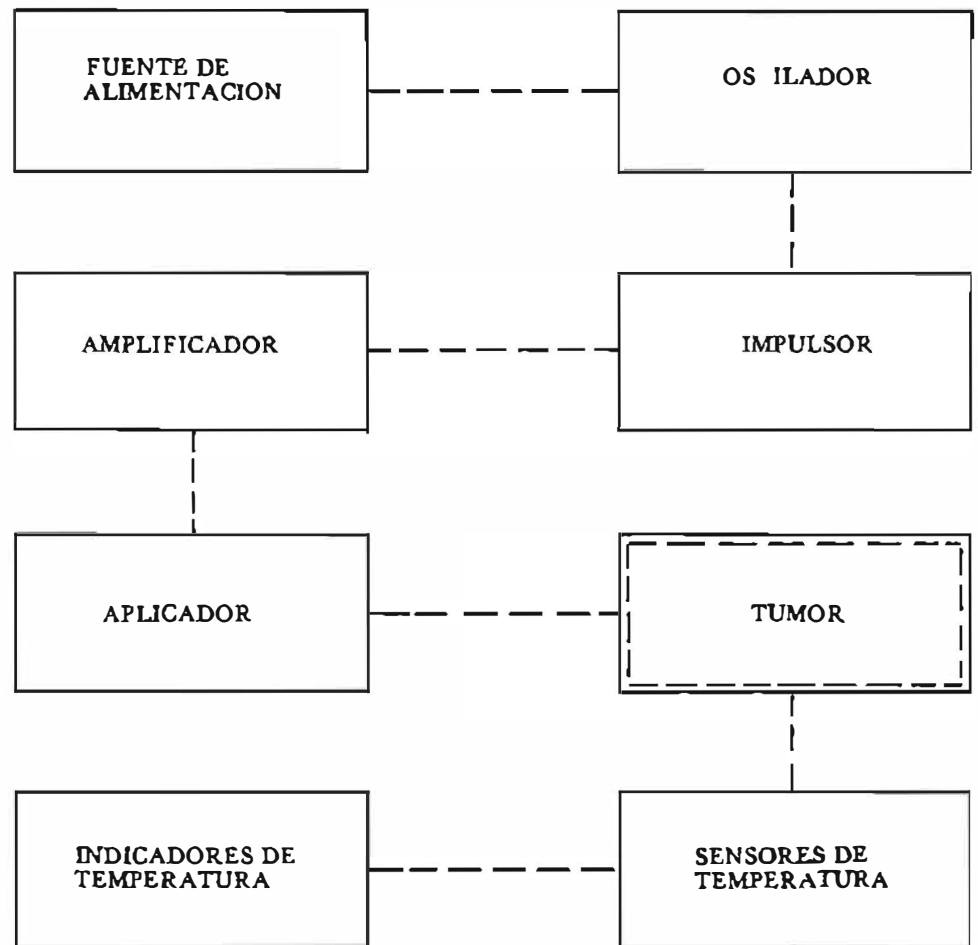 FUENTE DE
ALIMENTACION
OS ILADOR
AMPLIFICADOR
IMPULSOR
APLICADOR
TUMOR
INDICADORES DE
TEMPERATURA
SENSORES DE
TEMPERATURA